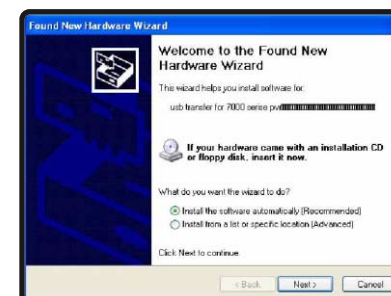 Found New Hardware Wizard
Welcome to the Found New
Hardware Wizard
This wizard helps you install software for:
usb transfer for 7000 series pvr
If your hardware came with an installation CD
or floppy disk, insert it now.
What do you want the wizard to do?
Install the software automatically (Recommended)
Install from a list or specific location (Advanced)
Click Next to continue.
< Back Next > Cancel